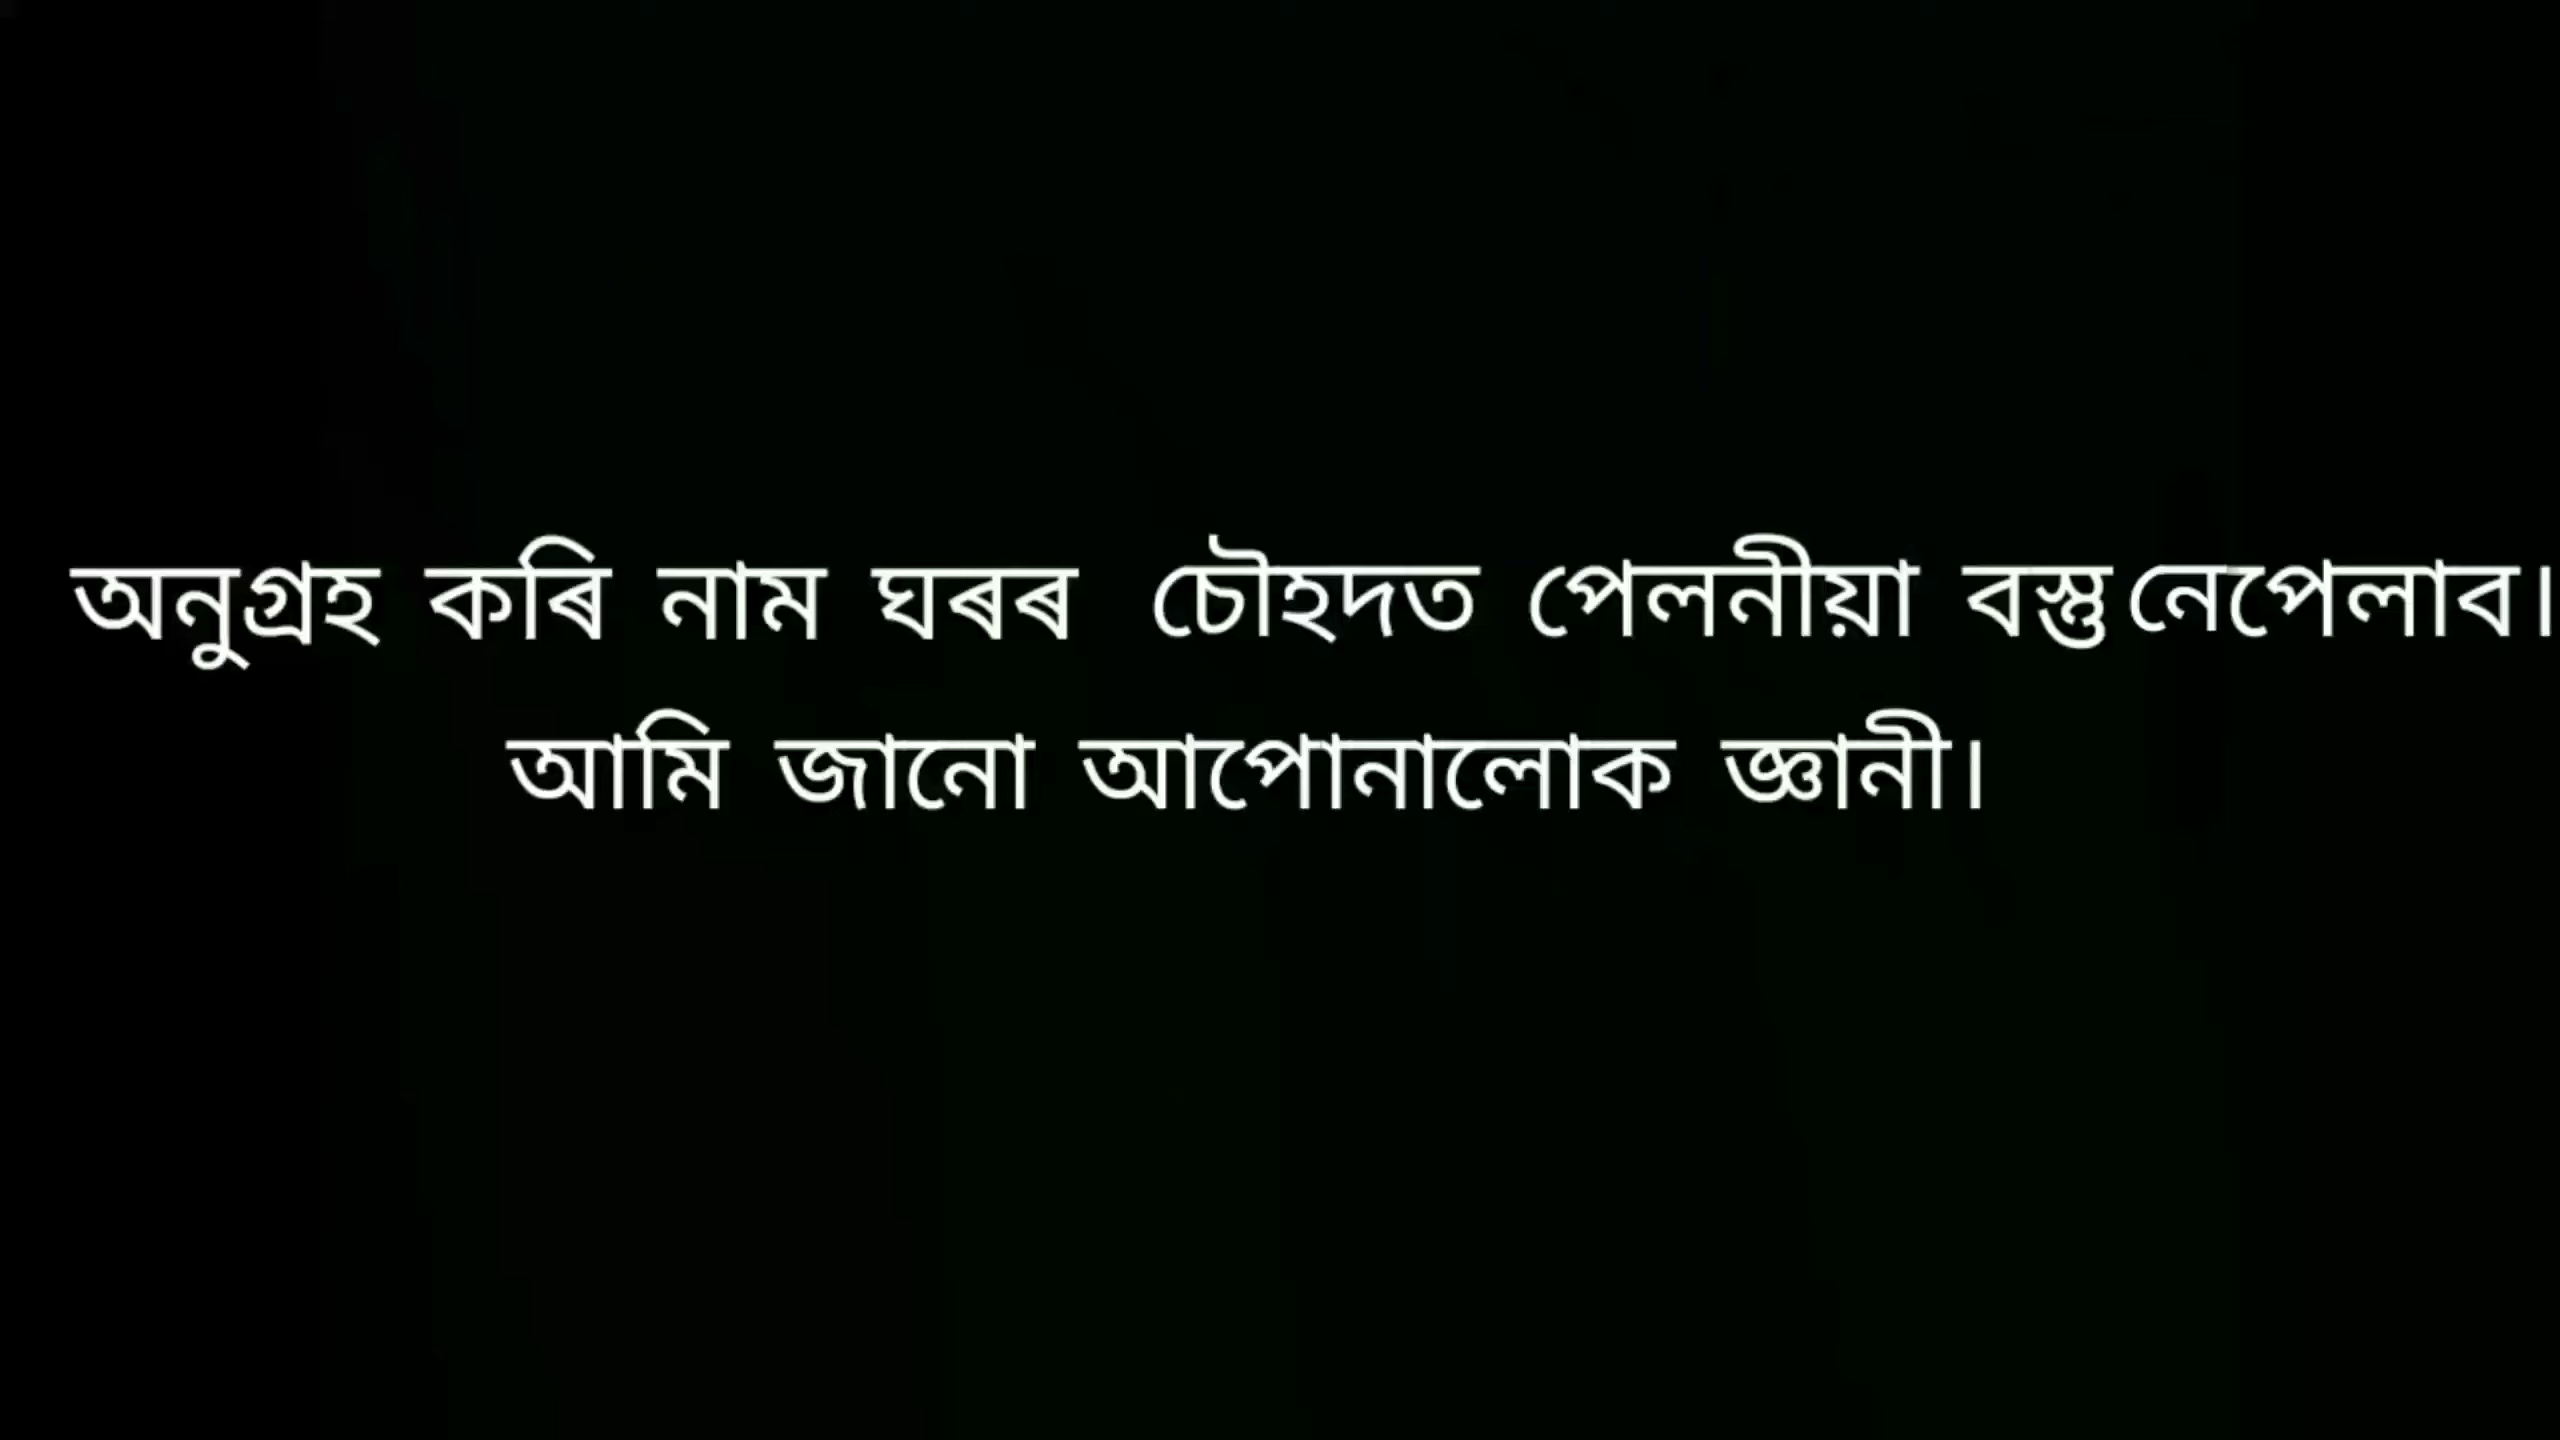 অনুগ্ৰহ কৰি নাম ঘৰৰ চৌহদত পেলনীয়া বস্তু নেপেলাব।
আমি জানো আপোনালোক জ্ঞানী।